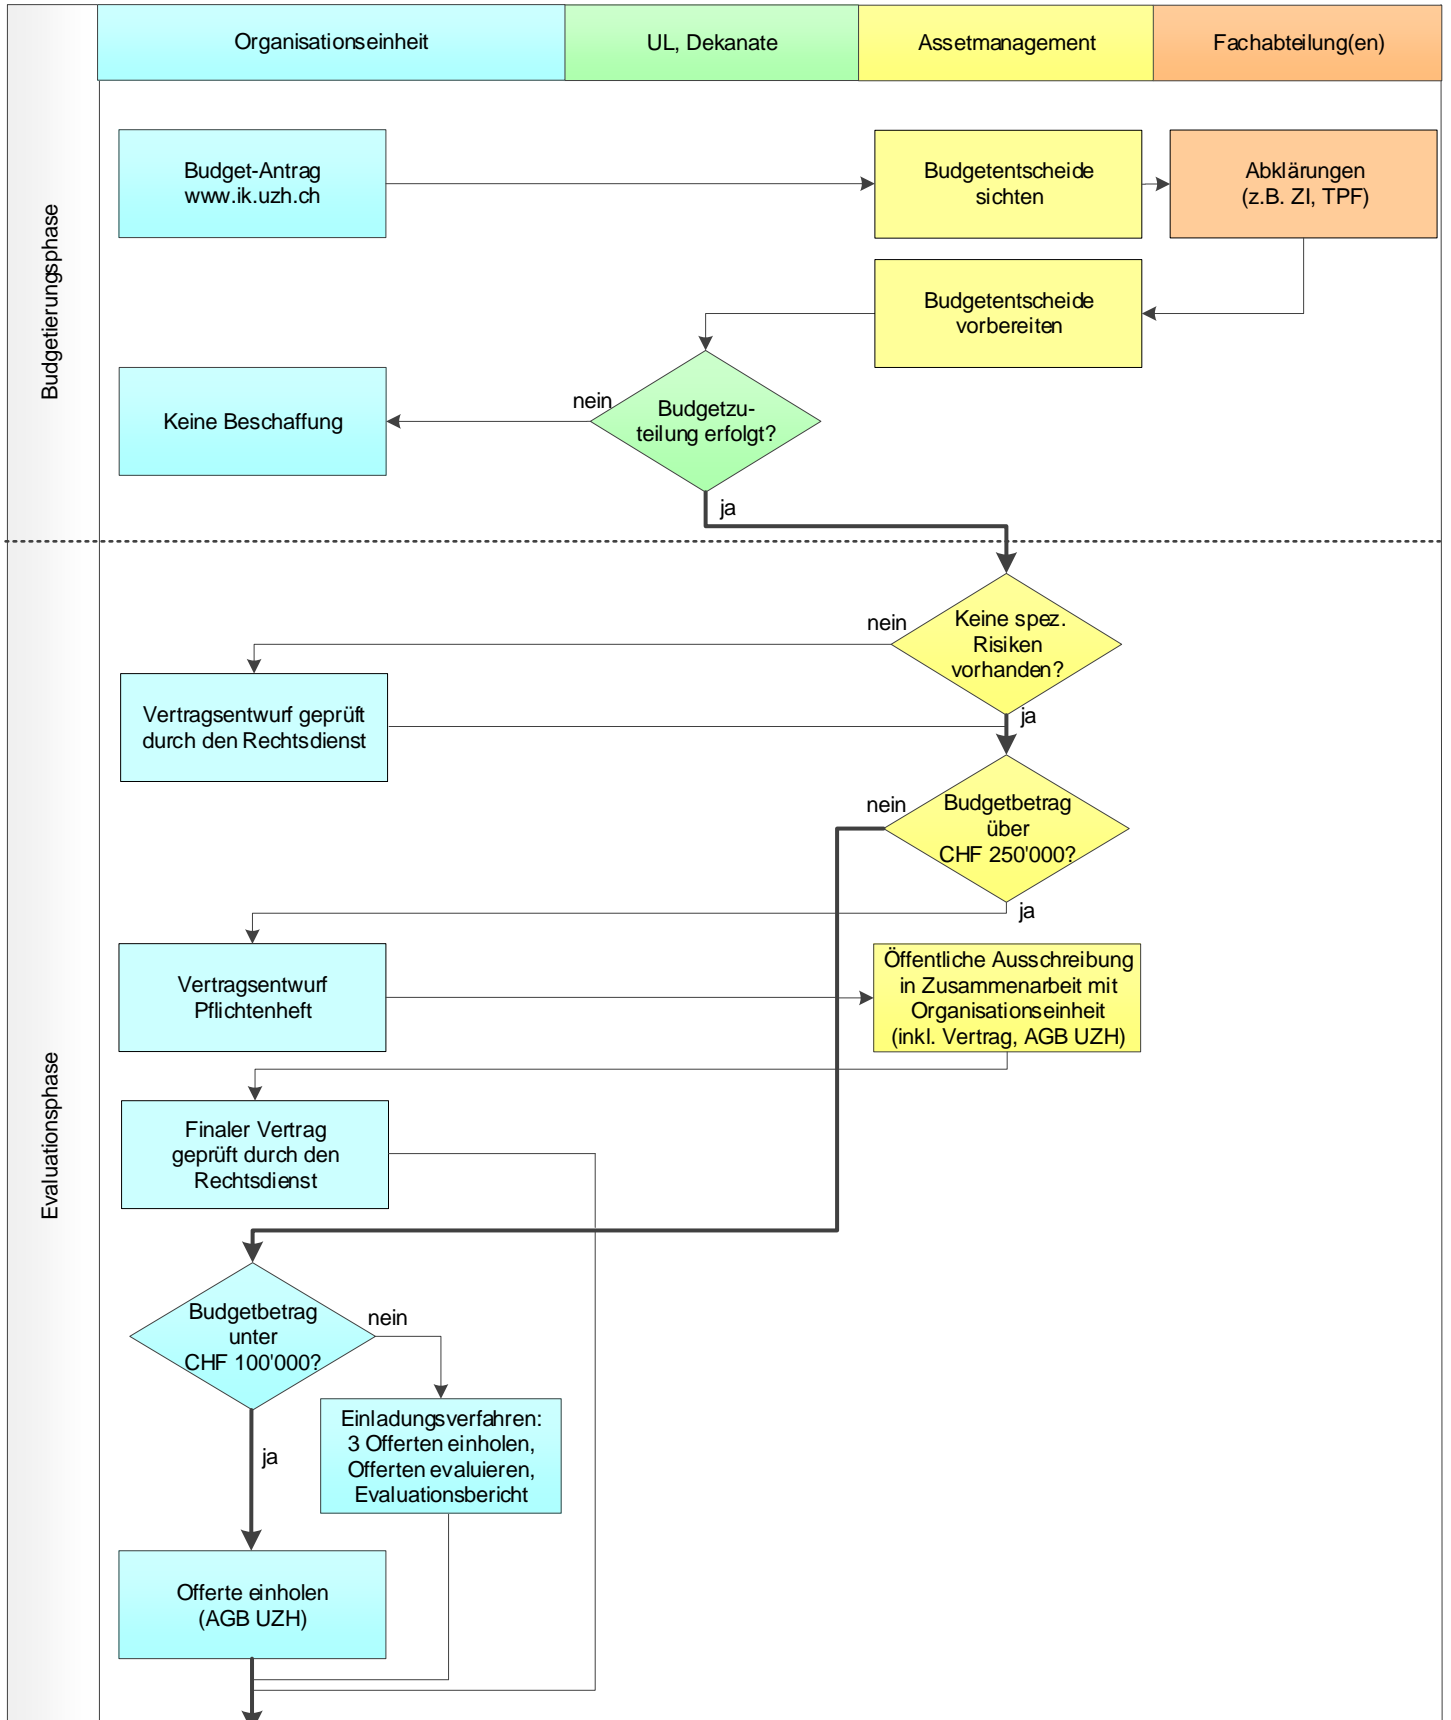 Organisationseinheit
UL, Dekanate
Assetmanagement
Fachabteilung(en)
Budgetierungsphase
Budget-Antrag
www.ik.uzh.ch
Budgetentscheide
sichten
Abklärungen
(z.B. ZI, TPF)
Budgetentscheide
vorbereiten
Keine Beschaffung
nein
Budgetzu-
teilung erfolgt?
ja
Evaluationsphase
nein
Keine spez.
Risiken
vorhanden?
ja
Vertragsentwurf geprüft
durch den Rechtsdienst
nein
Budgetbetrag
über
CHF 250'000?
ja
Vertragsentwurf
Pflichtenheft
Öffentliche Ausschreibung
in Zusammenarbeit mit
Organisationseinheit
(inkl. Vertrag, AGB UZH)
Finaler Vertrag
geprüft durch den
Rechtsdienst
Budgetbetrag
unter
CHF 100'000?
nein
ja
Einladungsverfahren:
3 Offerten einholen,
Offerten evaluieren,
Evaluationsbericht
Offerte einholen
(AGB UZH)